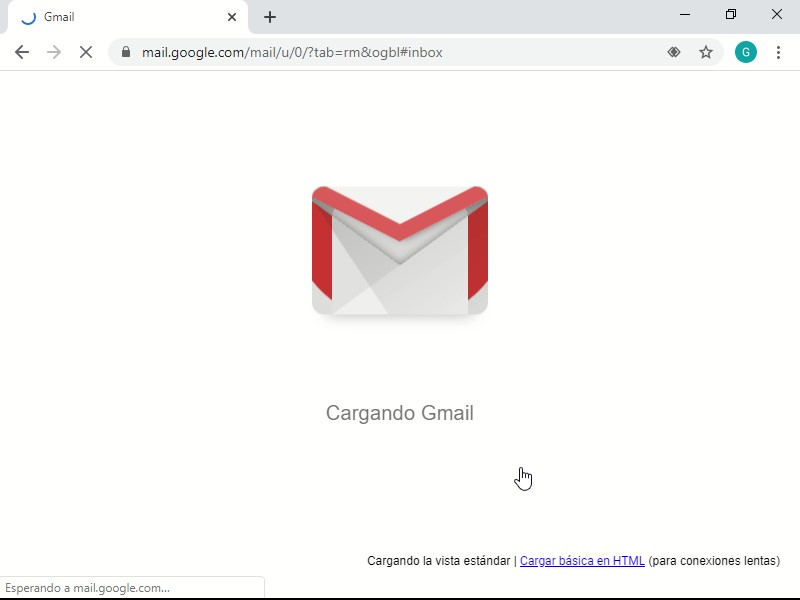 Gmail
mail.google.com/mail/u/0/?tab=rm&ogbl#inbox
G
Cargando Gmail
Cargando la vista estándar | Cargar básica en HTML (para conexiones lentas)
Esperando a mail.google.com...